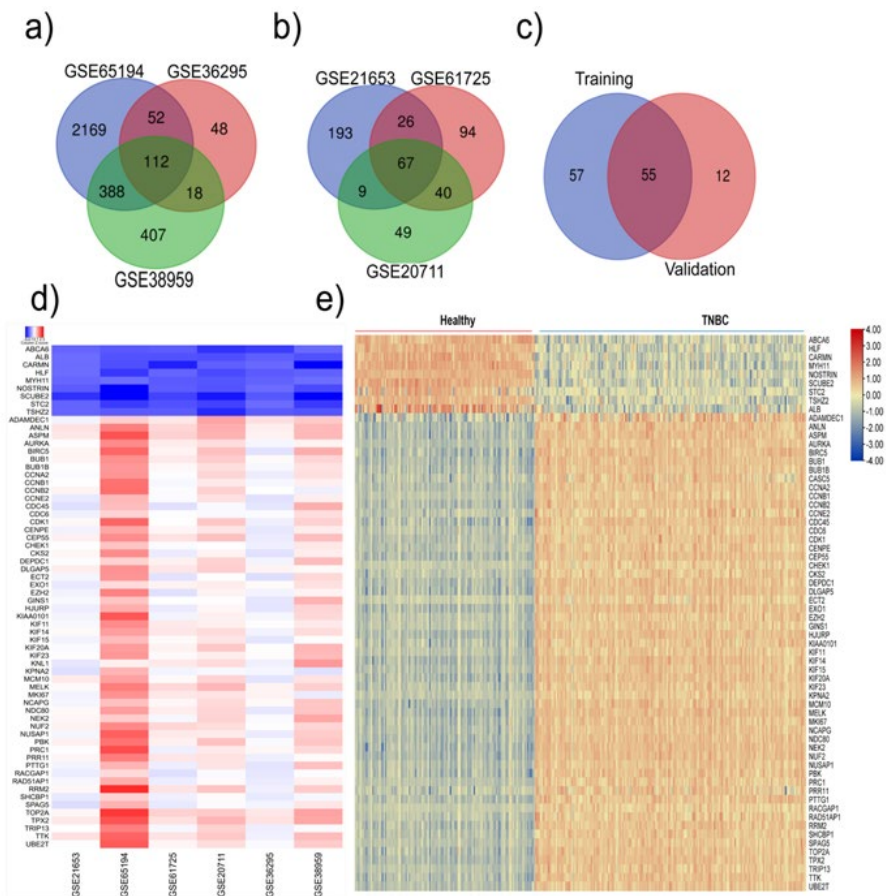 a)
b)
c)
GSE65194
GSE36295
2169
52
48
112
388
18
407
GSE38959
GSE21653
GSE61725
193
26
94
67
9
40
49
GSE20711
Training
57
55
12
Validation
d)
e)
ABCA6
ALB
CARMN
HLF
MYH11
NOSTRIN
SCUBE2
STC2
TSHZ2
ADAMDEC1
ANLN
ASPM
AURKA
BIRC5
BUB1
BUB1B
CCNA2
CCNB1
CCNB2
CCNE2
CDC45
CDC6
CDK1
CENPE
CEP55
CHEK1
CKS2
DEPDC1
DLGAP5
ECT2
EXO1
EZH2
GINS1
HJURP
KIAA0101
KIF11
KIF14
KIF15
KIF20A
KIF23
KNL1
KPNA2
MCM10
MELK
MKI67
NCAPG
NDC80
NEK2
NUF2
NUSAP1
PBK
PRC1
PRR11
PTTG1
RACGAP1
RAD51AP1
RRM2
SHCBP1
SPAG5
TOP2A
TPX2
TRIP13
TTK
UBE2T
GSE21653
GSE65194
GSE61725
GSE20711
GSE36295
GSE38959
Healthy
TNBC
ABCA6
HLF
CARMN
MYH11
NOSTRIN
SCUBE2
STC2
TSHZ2
ALB
ADAMDEC1
ANLN
ASPM
AURKA
BIRC5
BUB1
BUB1B
CASC5
CCNA2
CCNB1
CCNB2
CCNE2
CDC45
CDC6
CDK1
CENPE
CEP55
CHEK1
CKS2
DEPDC1
DLGAP5
ECT2
EXO1
EZH2
GINS1
HJURP
KIAA0101
KIF11
KIF14
KIF15
KIF20A
KIF23
KPNA2
MCM10
MELK
MKI67
NCAPG
NDC80
NEK2
NUF2
NUSAP1
PBK
PRC1
PRR11
PTTG1
RACGAP1
RAD51AP1
RRM2
SHCBP1
SPAG5
TOP2A
TPX2
TRIP13
TTK
UBE2T
4.00
3.00
2.00
1.00
0.00
-1.00
-2.00
-3.00
-4.00